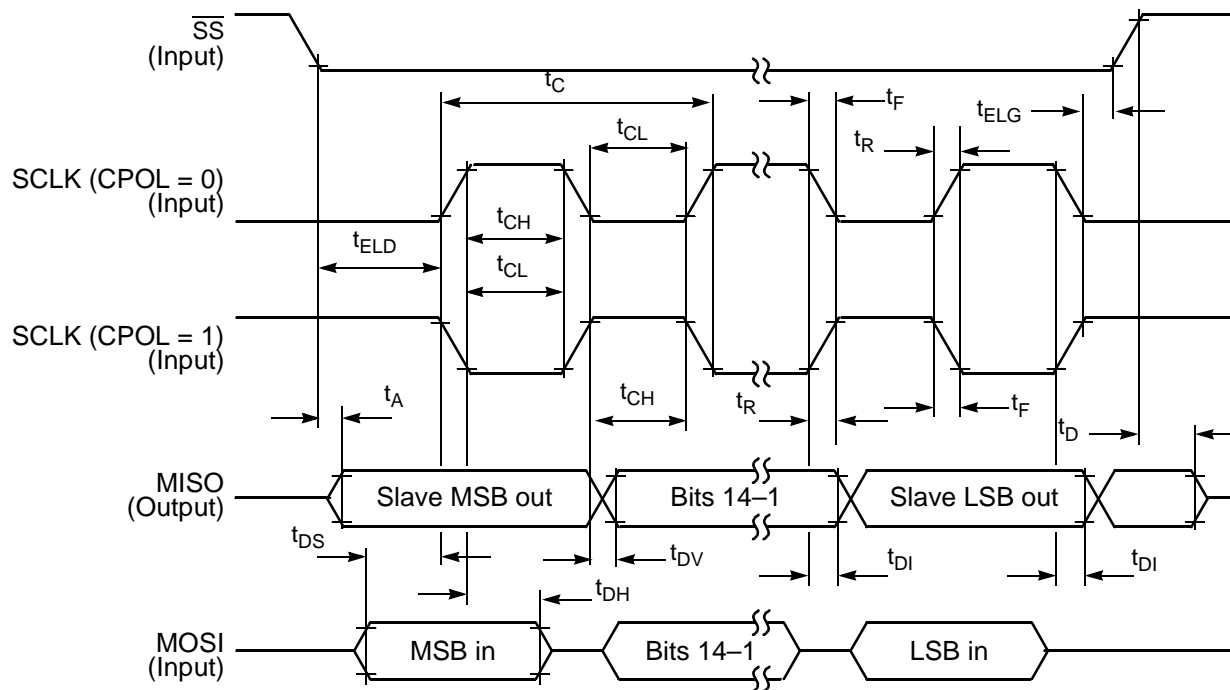 SS
(Input)
tC
tF
tELG
tCL
tR
SCLK (CPOL = 0)
(Input)
tCH
tELD
tCL
SCLK (CPOL = 1)
(Input)
tA
tCH
tR
tF
tD
MISO
(Output)
Slave MSB out
Bits 14–1
Slave LSB out
tDS
tDV
tDI
tDI
tDH
MOSI
(Input)
MSB in
Bits 14–1
LSB in